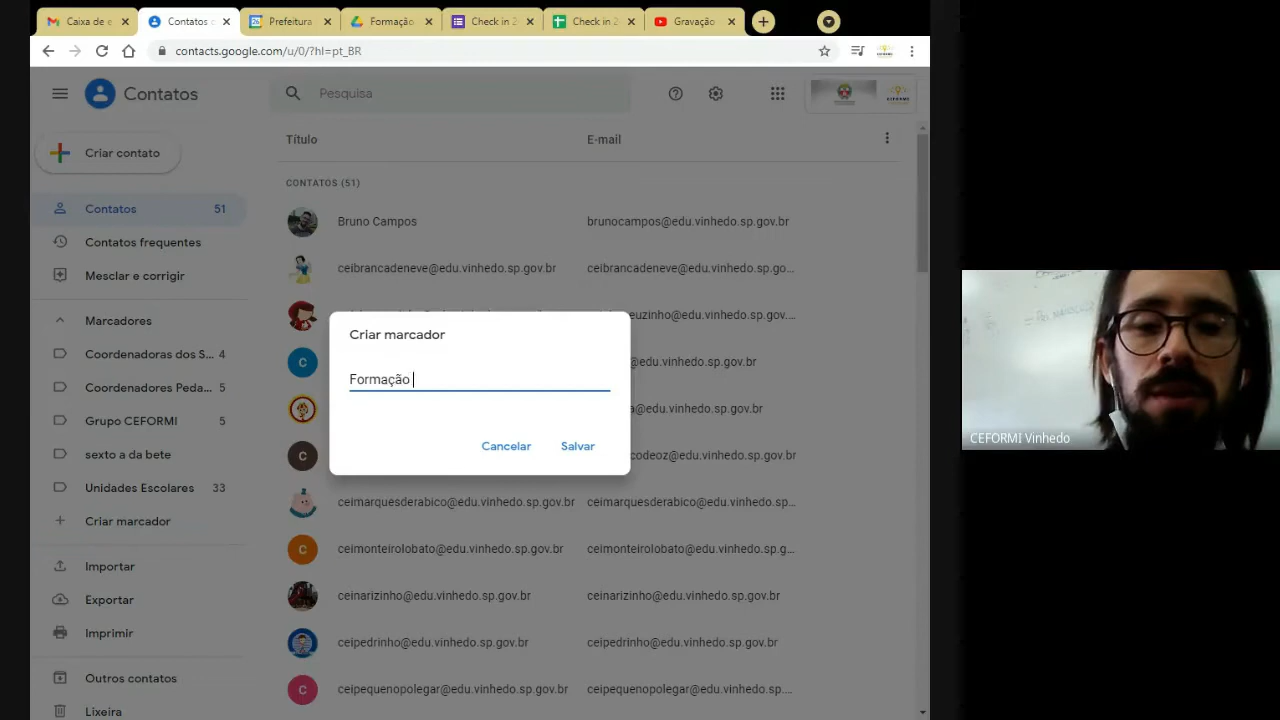 Caixa de e
Contatos
Prefeitura
Formação
Check in 2
Check in 2
Gravação
contacts.google.com/u/0/?hl=pt_BR
Contatos
Pesquisa
CEFORMI
Criar contato
Título
E-mail
CONTATOS (51)
Contatos 51
Contatos frequentes
Mesclar e corrigir
Marcadores
Coordenadoras dos S... 4
Coordenadores Peda... 5
Grupo CEFORMI 5
sexto a da bete
Unidades Escolares 33
Criar marcador
Importar
Exportar
Imprimir
Outros contatos
Lixeira
Bruno Campos brunocampos@edu.vinhedo.sp.gov.br
ceibrancadeneve@edu.vinhedo.sp.gov.br ceibrancadeneve@edu.vinhedo.sp.go...
euzinho@edu.vinhedo.sp.gov....
@edu.vinhedo.sp.gov.br
a@edu.vinhedo.sp.gov.br
codeoz@edu.vinhedo.sp.gov.br
ceimarquesderabico@edu.vinhedo.sp.gov.br ceimarquesderabico@edu.vinhedo.sp...
ceimonteirolobato@edu.vinhedo.sp.gov.br ceimonteirolobato@edu.vinhedo.sp.g...
ceinarizinho@edu.vinhedo.sp.gov.br ceinarizinho@edu.vinhedo.sp.gov.br
ceipedrinho@edu.vinhedo.sp.gov.br ceipedrinho@edu.vinhedo.sp.gov.br
ceipequenopolegar@edu.vinhedo.sp.gov.br ceipequenopolegar@edu.vinhedo.sp....
Criar marcador
Formação
Cancelar Salvar
CEFORMI Vinhedo